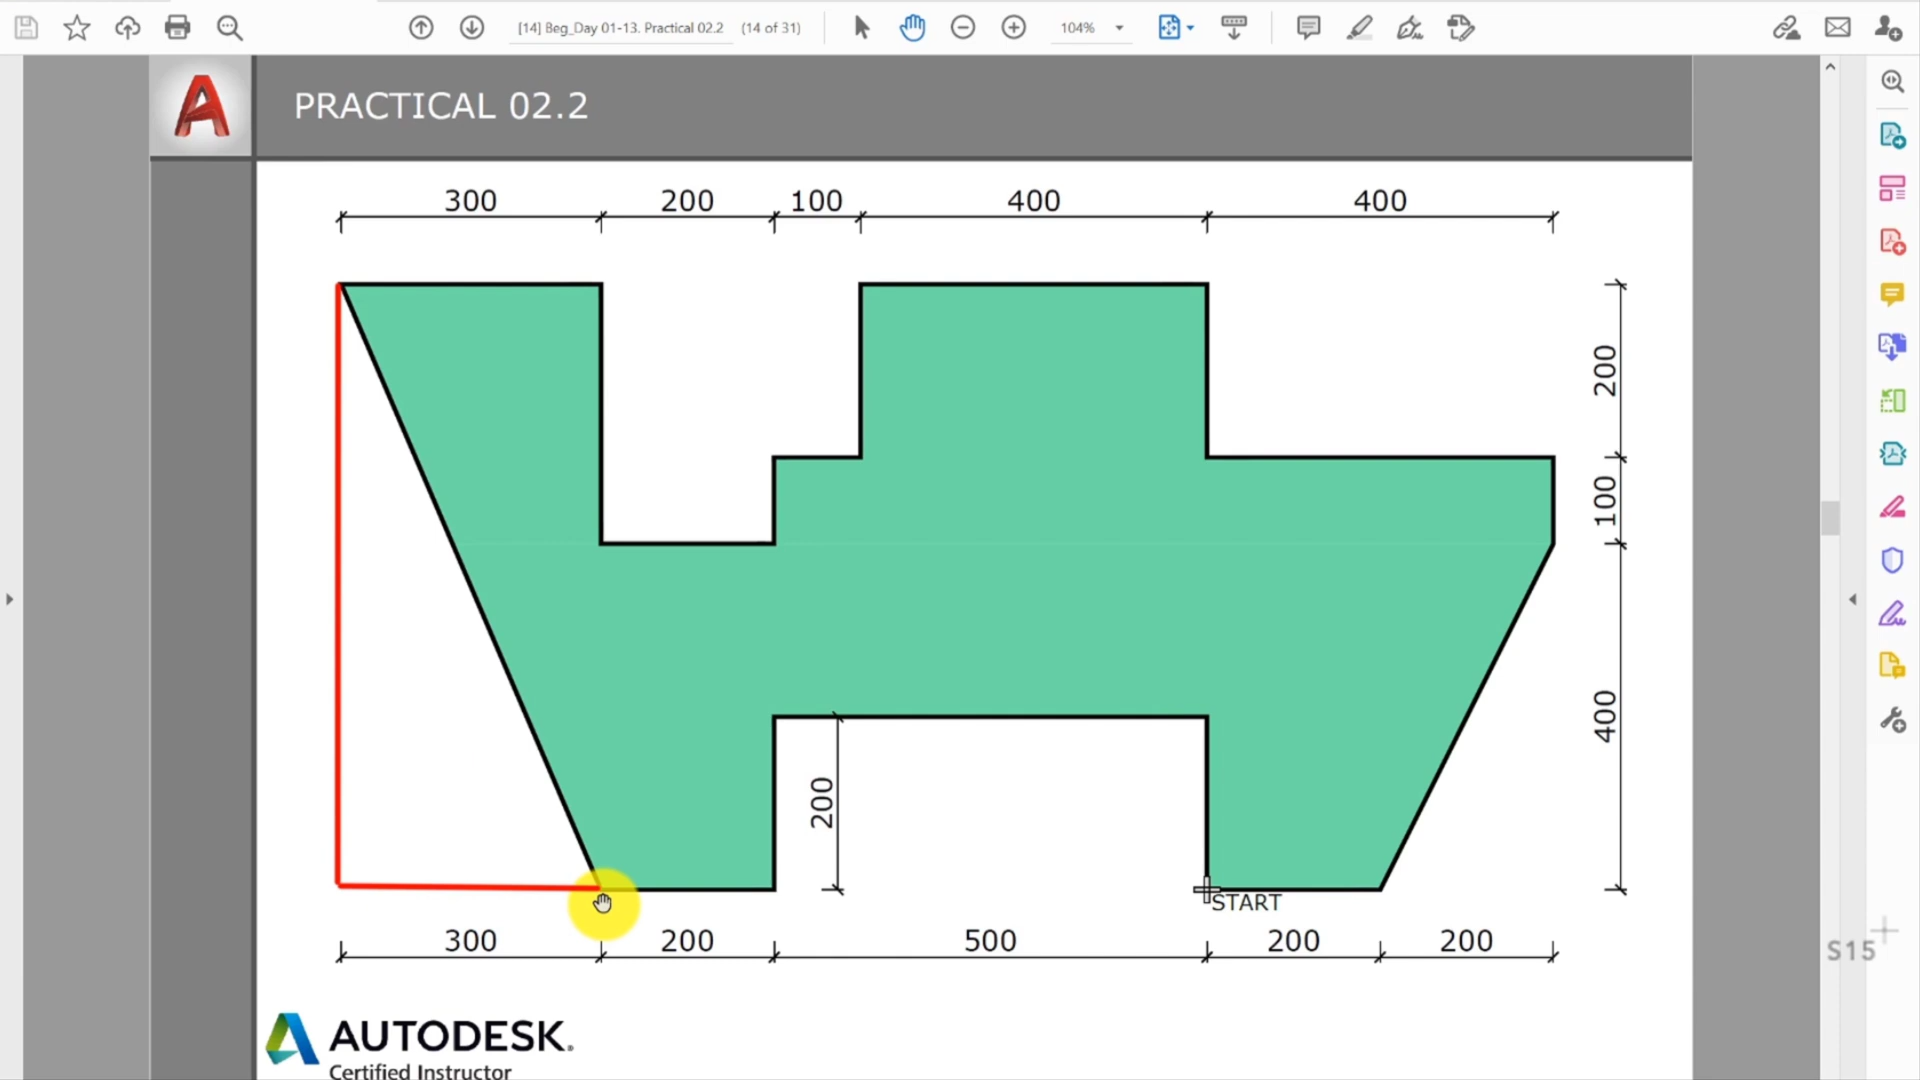 [14] Beg_Day 01-13. Practical 02.2 (14 of 31) 104%
PRACTICAL 02.2
300 200 100 400 400
200
100
400
200
START
300 200 500 200 200
S15
AUTODESK.
Certified Instructor